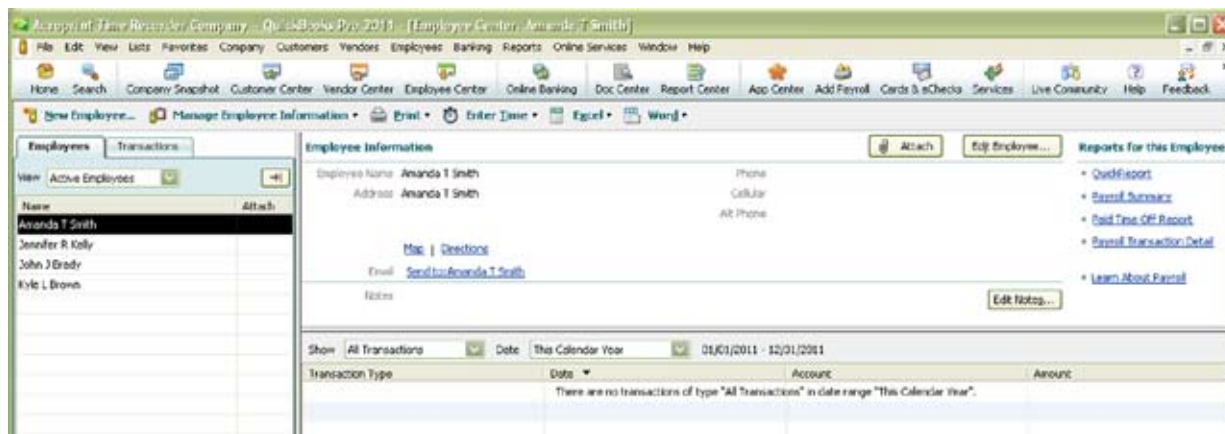 Acroprint Time Recorder Company - QuickBooks Pro 2011 - [Employee Center: Amanda T Smith]
File Edit View Lists Favorites Company Customers Vendors Employees Banking Reports Online Services Window Help
Home Search Company Snapshot Customer Center Vendor Center Employee Center Online Banking Doc Center Report Center App Center Add Payroll Cards & eChecks Services Live Community Help Feedback
New Employee... Manage Employee Information Print Enter Time Excel Word
Employees Transactions
View Active Employees
Name Attach
Amanda T Smith
Jennifer R Kelly
John J Brady
Kyle L Brown
Employee Information Attach Edit Employee...
Employee Name Amanda T Smith Phone
Address Amanda T Smith Cellular
Alt Phone
Map | Directions
Email Send to: Amanda T Smith
Notes Edit Notes...
Reports for this Employee
• QuickReport
• Payroll Summary
• Paid Time Off Report
• Payroll Transaction Detail
• Learn About Payroll
Show All Transactions Date This Calendar Year 01/01/2011 - 12/31/2011
Transaction Type Date Account Amount
There are no transactions of type "All Transactions" in date range "This Calendar Year".